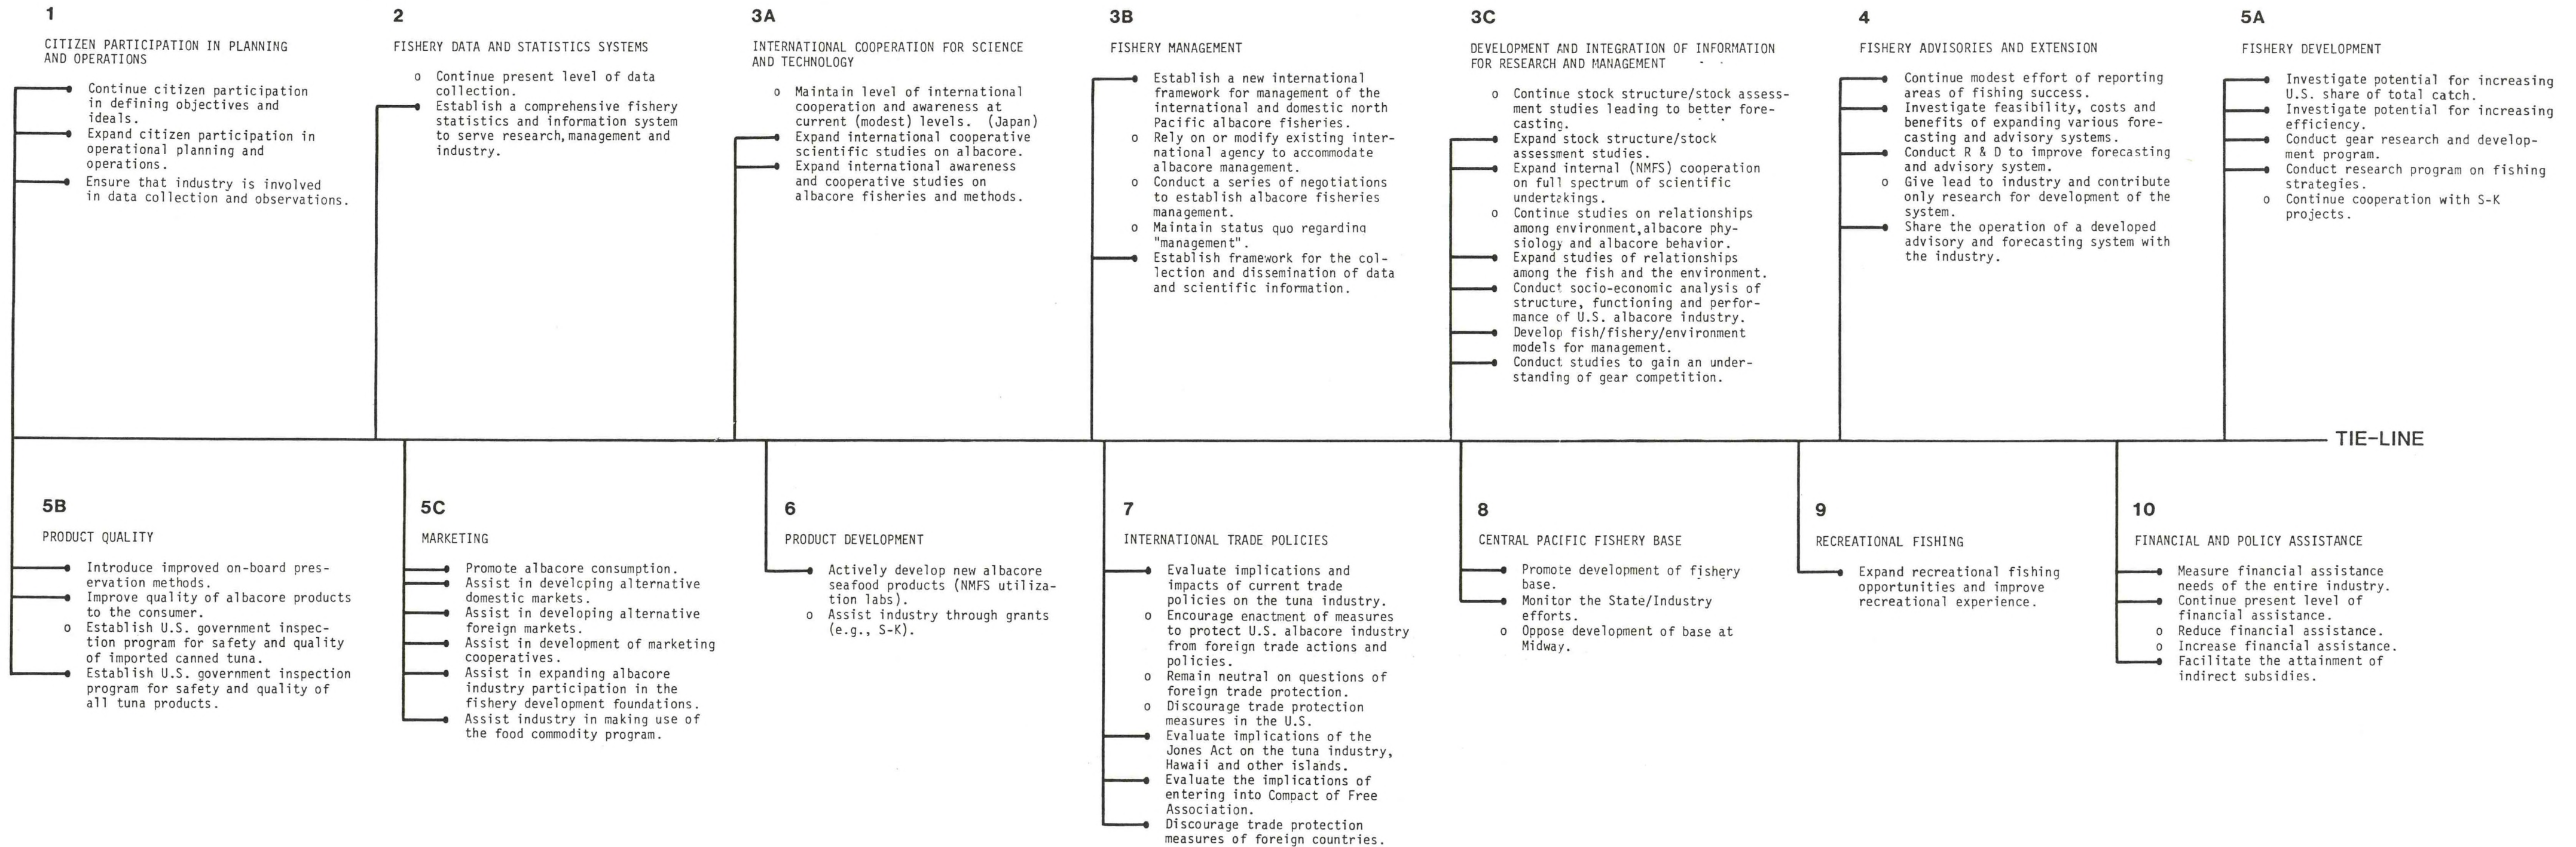 1
CITIZEN PARTICIPATION IN PLANNING
AND OPERATIONS
Continue citizen participation
in defining objectives and
ideals.
Expand citizen participation in
operational planning and
operations.
Ensure that industry is involved
in data collection and observations.
2
FISHERY DATA AND STATISTICS SYSTEMS
o Continue present level of data
collection.
Establish a comprehensive fishery
statistics and information system
to serve research, management and
industry.
3A
INTERNATIONAL COOPERATION FOR SCIENCE
AND TECHNOLOGY
o Maintain level of international
cooperation and awareness at
current (modest) levels. (Japan)
Expand international cooperative
scientific studies on albacore.
Expand international awareness
and cooperative studies on
albacore fisheries and methods.
3B
FISHERY MANAGEMENT
Establish a new international
framework for management of the
international and domestic north
Pacific albacore fisheries.
o Rely on or modify existing inter-
national agency to accommodate
albacore management.
o Conduct a series of negotiations
to establish albacore fisheries
management.
o Maintain status quo regarding
"management".
Establish framework for the col-
lection and dissemination of data
and scientific information.
3C
DEVELOPMENT AND INTEGRATION OF INFORMATION
FOR RESEARCH AND MANAGEMENT
o Continue stock structure/stock assess-
ment studies leading to better fore-
casting.
Expand stock structure/stock
assessment studies.
Expand internal (NMFS) cooperation
on full spectrum of scientific
undertakings.
o Continue studies on relationships
among environment, albacore phy-
siology and albacore behavior.
Expand studies of relationships
among the fish and the environment.
Conduct socio-economic analysis of
structure, functioning and perfor-
mance of U.S. albacore industry.
Develop fish/fishery/environment
models for management.
Conduct studies to gain an under-
standing of gear competition.
4
FISHERY ADVISORIES AND EXTENSION
Continue modest effort of reporting
areas of fishing success.
Investigate feasibility, costs and
benefits of expanding various fore-
casting and advisory systems.
Conduct R & D to improve forecasting
and advisory system.
o Give lead to industry and contribute
only research for development of the
system.
Share the operation of a developed
advisory and forecasting system with
the industry.
5A
FISHERY DEVELOPMENT
Investigate potential for increasing
U.S. share of total catch.
Investigate potential for increasing
efficiency.
Conduct gear research and develop-
ment program.
Conduct research program on fishing
strategies.
o Continue cooperation with S-K
projects.
TIE-LINE
5B
PRODUCT QUALITY
Introduce improved on-board pres-
ervation methods.
Improve quality of albacore products
to the consumer.
o Establish U.S. government inspec-
tion program for safety and quality
of imported canned tuna.
Establish U.S. government inspection
program for safety and quality of
all tuna products.
5C
MARKETING
Promote albacore consumption.
Assist in developing alternative
domestic markets.
Assist in developing alternative
foreign markets.
Assist in development of marketing
cooperatives.
Assist in expanding albacore
industry participation in the
fishery development foundations.
Assist industry in making use of
the food commodity program.
6
PRODUCT DEVELOPMENT
Actively develop new albacore
seafood products (NMFS utiliza-
tion labs).
o Assist industry through grants
(e.g., S-K).
7
INTERNATIONAL TRADE POLICIES
Evaluate implications and
impacts of current trade
policies on the tuna industry.
o Encourage enactment of measures
to protect U.S. albacore industry
from foreign trade actions and
policies.
o Remain neutral on questions of
foreign trade protection.
o Discourage trade protection
measures in the U.S.
Evaluate implications of the
Jones Act on the tuna industry,
Hawaii and other islands.
Evaluate the implications of
entering into Compact of Free
Association.
Discourage trade protection
measures of foreign countries.
8
CENTRAL PACIFIC FISHERY BASE
Promote development of fishery
base.
Monitor the State/Industry
efforts.
o Oppose development of base at
Midway.
9
RECREATIONAL FISHING
Expand recreational fishing
opportunities and improve
recreational experience.
10
FINANCIAL AND POLICY ASSISTANCE
Measure financial assistance
needs of the entire industry.
Continue present level of
financial assistance.
o Reduce financial assistance.
o Increase financial assistance.
Facilitate the attainment of
indirect subsidies.